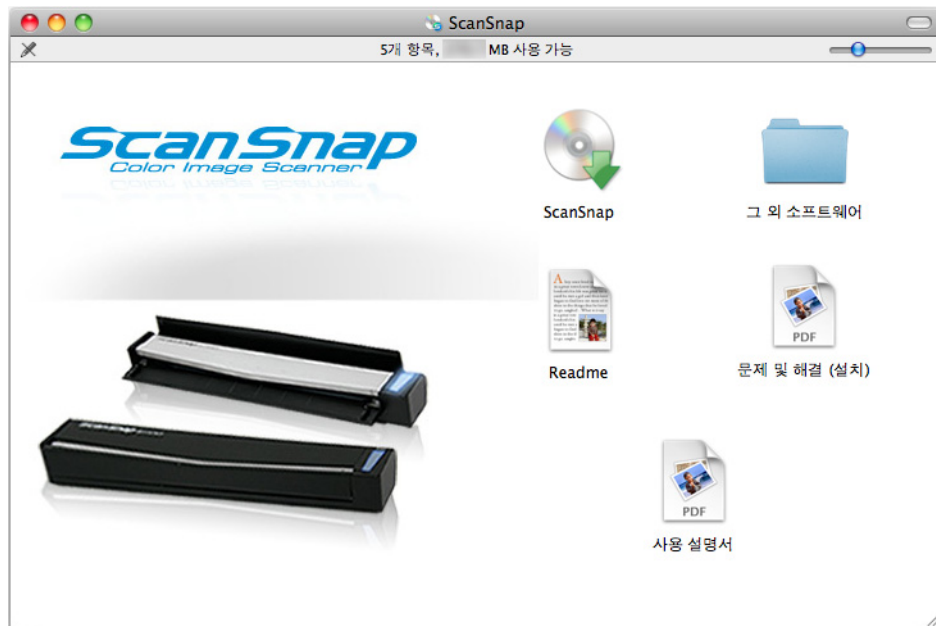 ScanSnap
5개 항목, MB 사용 가능
ScanSnap
Color Image Scanner
ScanSnap
그 외 소프트웨어
Readme
PDF
문제 및 해결 (설치)
PDF
사용 설명서